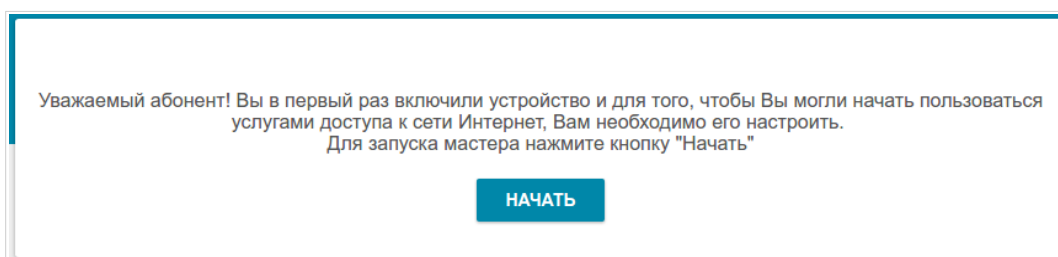 Уважаемый абонент! Вы в первый раз включили устройство и для того, чтобы Вы могли начать пользоваться
услугами доступа к сети Интернет, Вам необходимо его настроить.
Для запуска мастера нажмите кнопку "Начать"
НАЧАТЬ